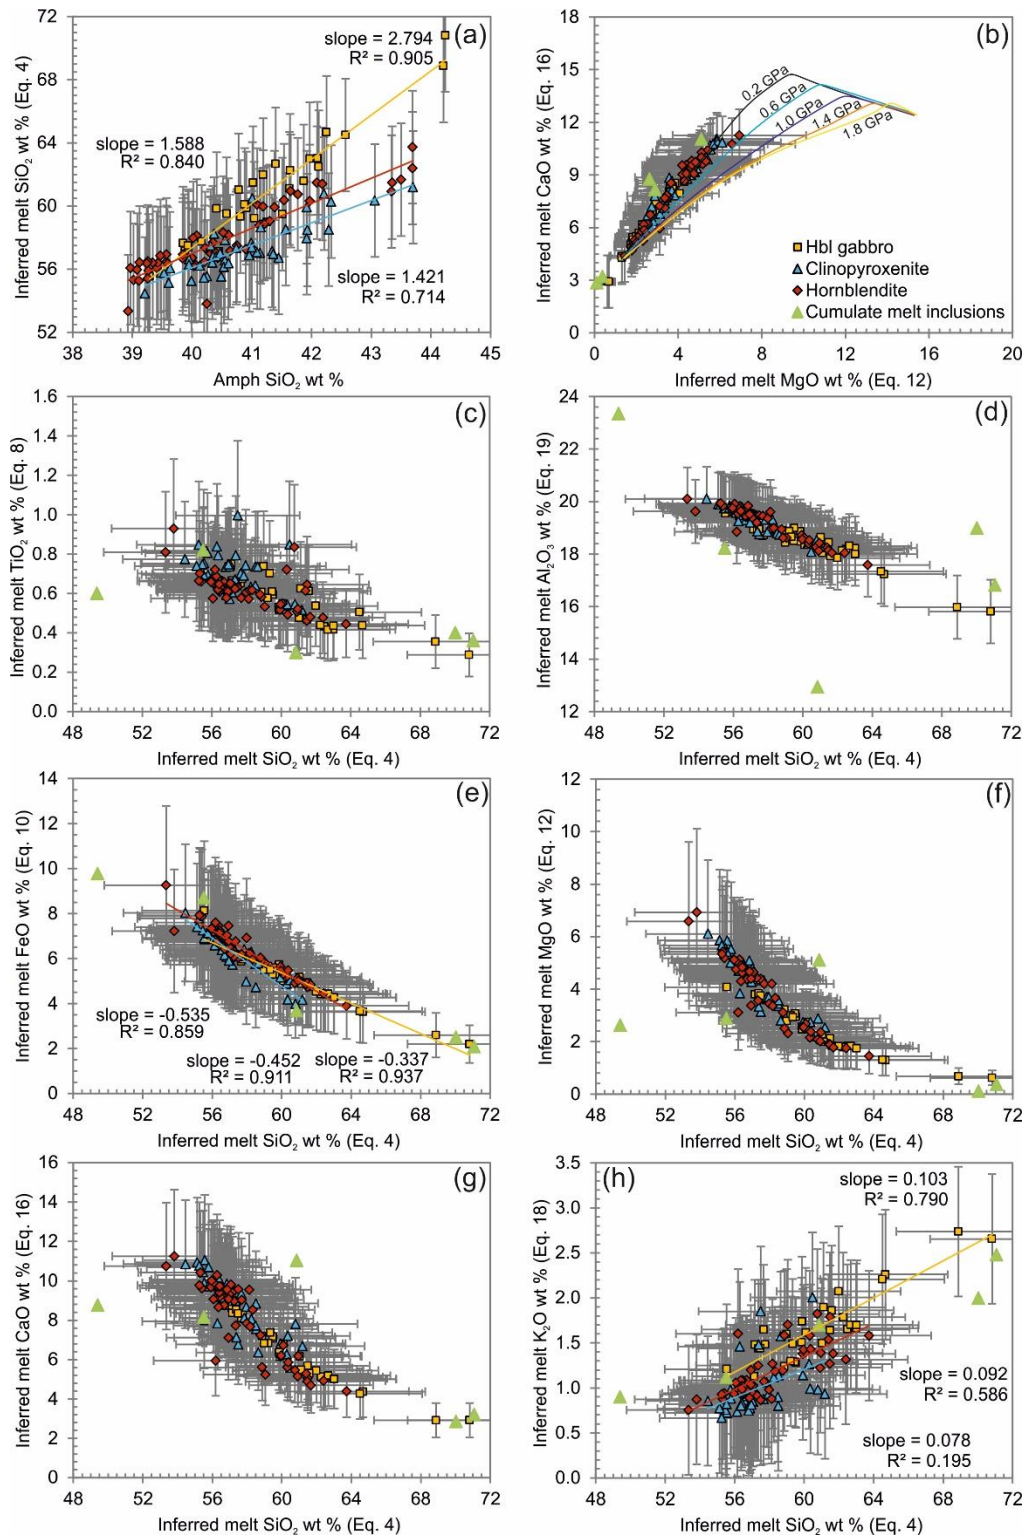 (a)
72
68
64
60
56
52
38
39
40
41
42
43
44
45
Inferred melt SiO₂ wt % (Eq. 4)
Amph SiO₂ wt %
slope = 2.794
R² = 0.905
slope = 1.588
R² = 0.840
slope = 1.421
R² = 0.714
(b)
18
15
12
9
6
3
0
0
4
8
12
16
20
Inferred melt CaO wt % (Eq. 16)
Inferred melt MgO wt % (Eq. 12)
0.2 GPa
0.6 GPa
1.0 GPa
1.4 GPa
1.8 GPa
Hbl gabbro
Clinopyroxenite
Hornblendite
Cumulate melt inclusions
(c)
1.6
1.4
1.2
1.0
0.8
0.6
0.4
0.2
0.0
48
52
56
60
64
68
72
Inferred melt TiO₂ wt % (Eq. 8)
Inferred melt SiO₂ wt % (Eq. 4)
(d)
24
22
20
18
16
14
12
48
52
56
60
64
68
72
Inferred melt Al₂O₃ wt % (Eq. 19)
Inferred melt SiO₂ wt % (Eq. 4)
(e)
14
12
10
8
6
4
2
0
48
52
56
60
64
68
72
Inferred melt FeO wt % (Eq. 10)
Inferred melt SiO₂ wt % (Eq. 4)
slope = -0.535
R² = 0.859
slope = -0.452
R² = 0.911
slope = -0.337
R² = 0.937
(f)
12
10
8
6
4
2
0
48
52
56
60
64
68
72
Inferred melt MgO wt % (Eq. 12)
Inferred melt SiO₂ wt % (Eq. 4)
(g)
16
14
12
10
8
6
4
2
0
48
52
56
60
64
68
72
Inferred melt CaO wt % (Eq. 16)
Inferred melt SiO₂ wt % (Eq. 4)
(h)
3.5
3.0
2.5
2.0
1.5
1.0
0.5
0.0
48
52
56
60
64
68
72
Inferred melt K₂O wt % (Eq. 18)
Inferred melt SiO₂ wt % (Eq. 4)
slope = 0.103
R² = 0.790
slope = 0.092
R² = 0.586
slope = 0.078
R² = 0.195